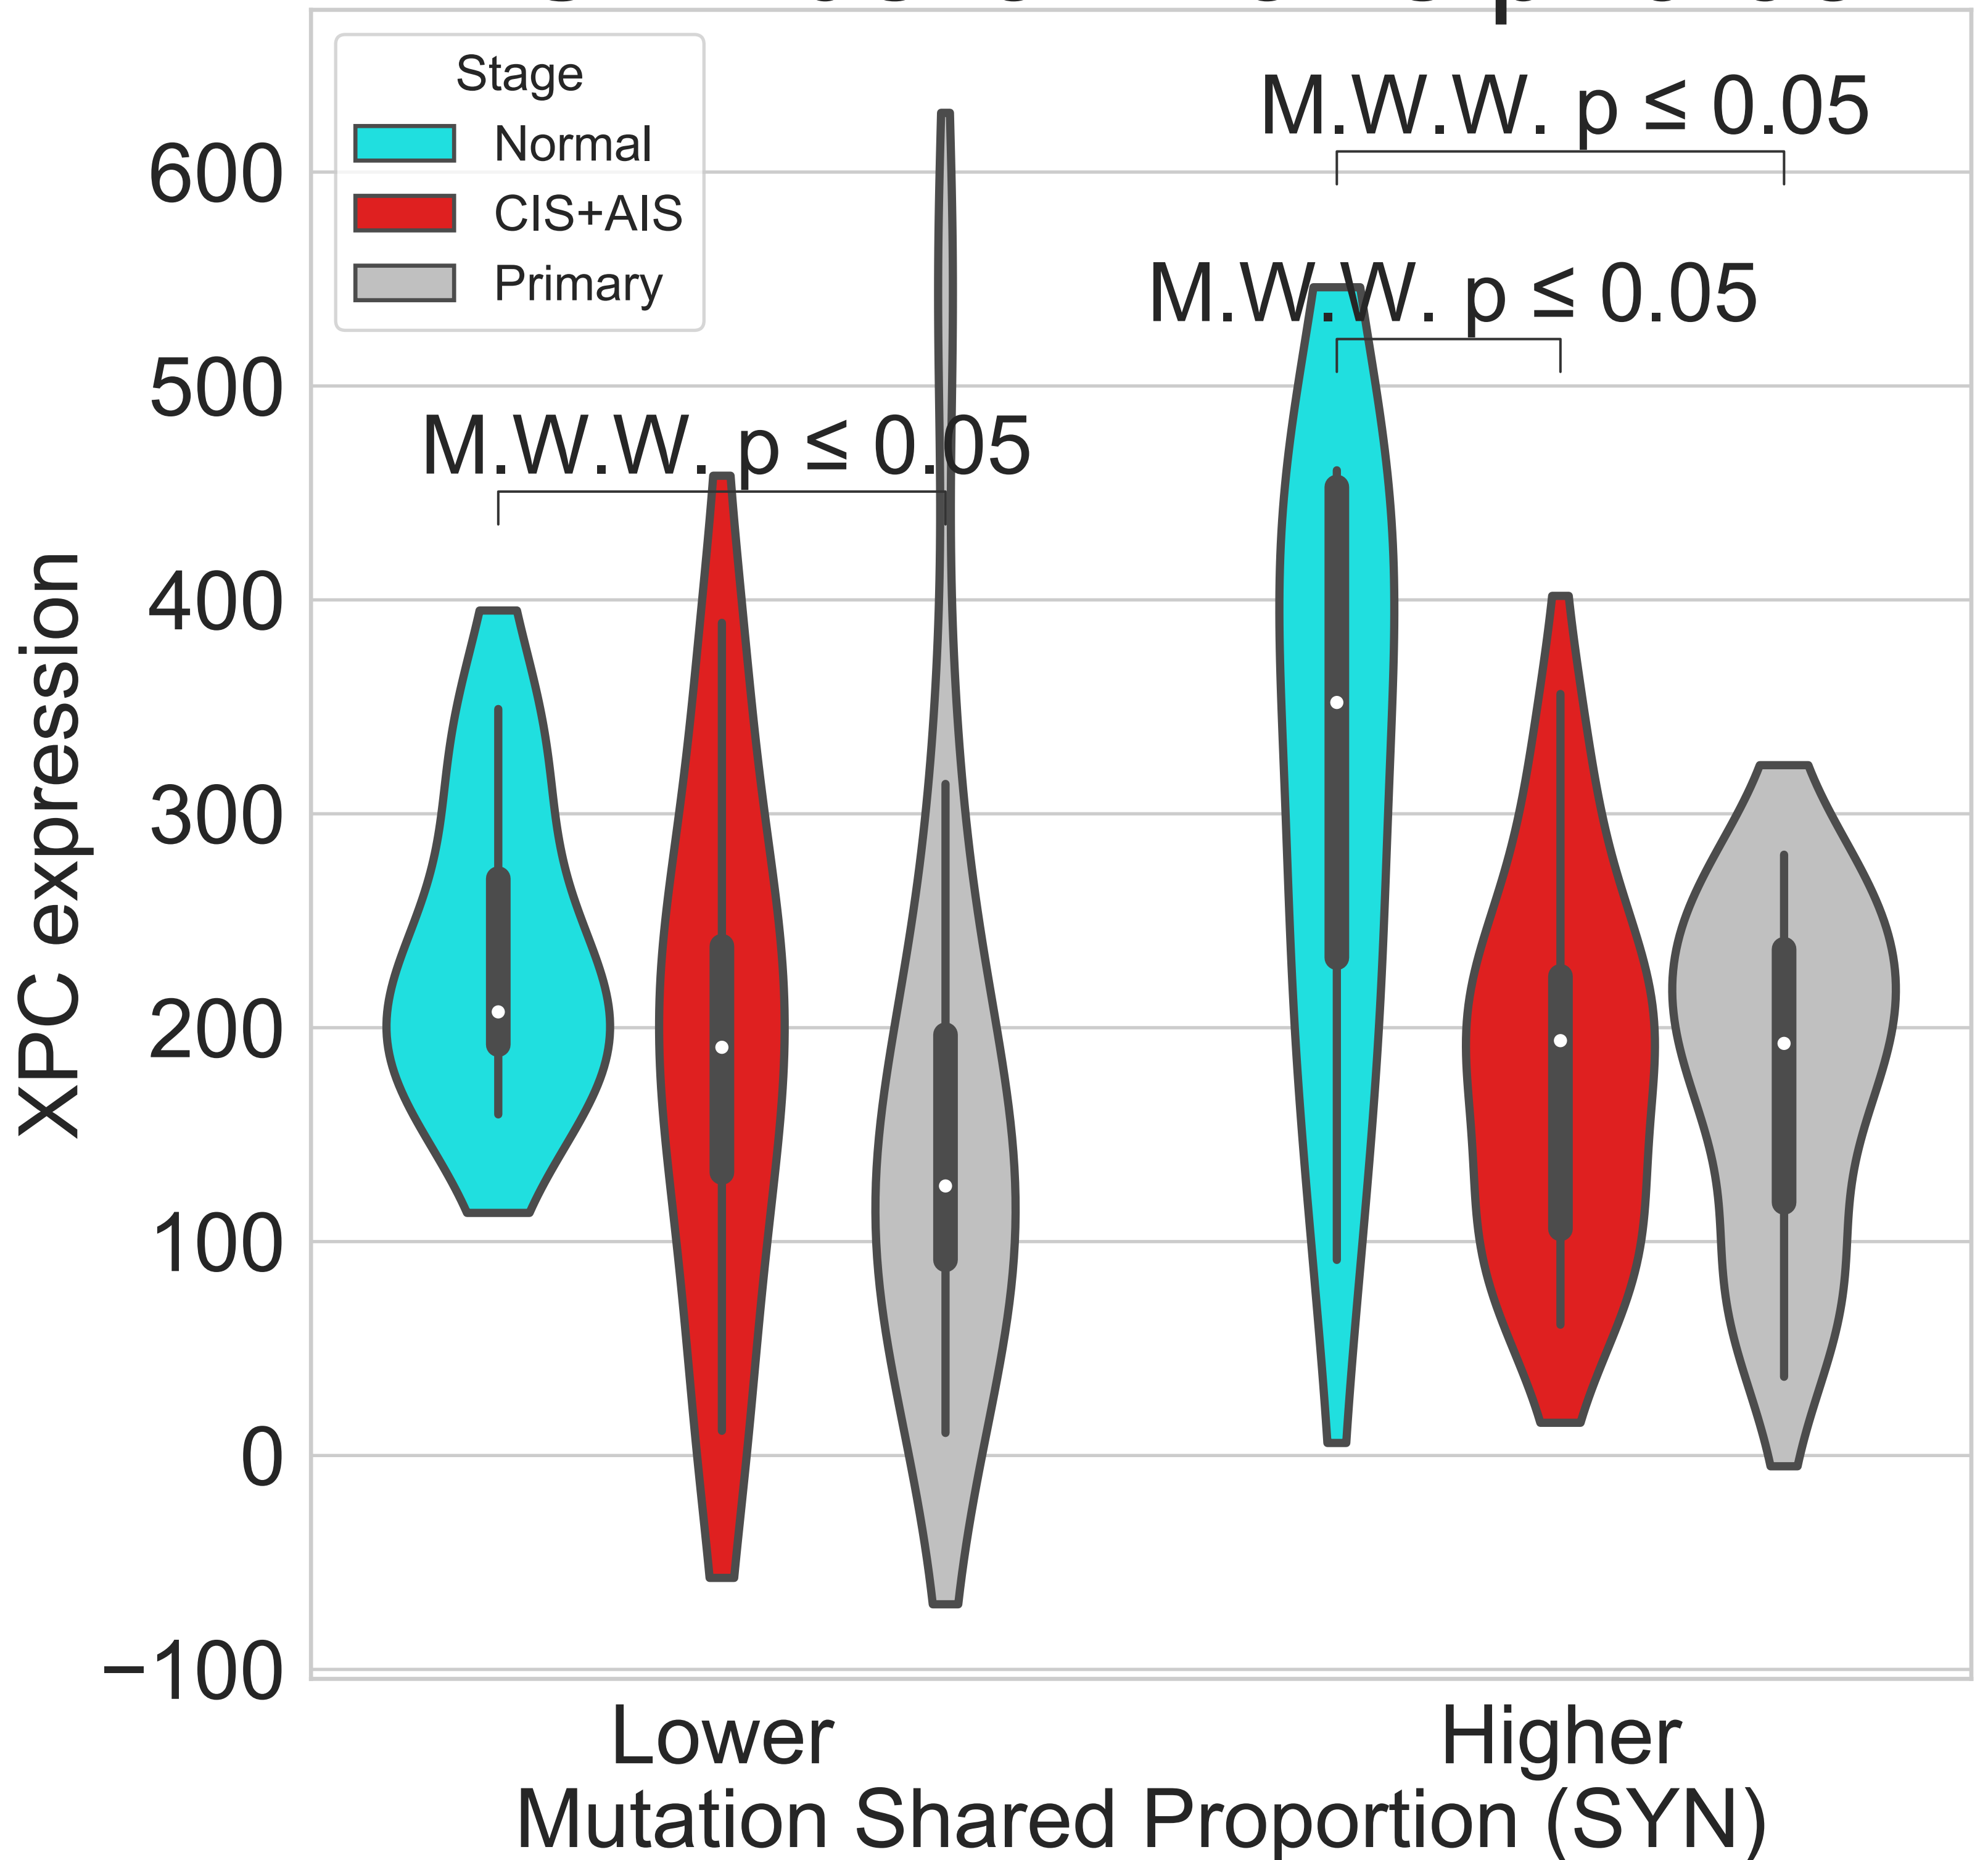 Stage
Normal
CIS+AIS
Primary
M.W.W. p ≤ 0.05
M.W.W. p ≤ 0.05
M.W.W. p ≤ 0.05
600
500
400
300
200
100
0
−100
XPC expression
Lower
Higher
Mutation Shared Proportion (SYN)